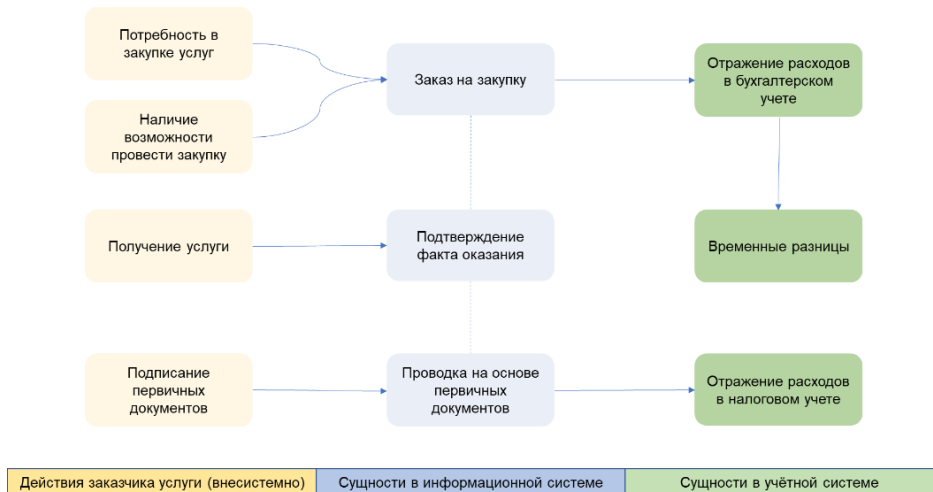 Потребность в
закупке услуг
Заказ на закупку
Отражение расходов
в бухгалтерском
учете
Наличие
возможности
провести закупку
Получение услуги
Подтверждение
факта оказания
Временные разницы
Подписание
первичных
документов
Проводка на основе
первичных
документов
Отражение расходов
в налоговом учете
Действия заказчика услуги (внесистемно)
Сущности в информационной системе
Сущности в учётной системе